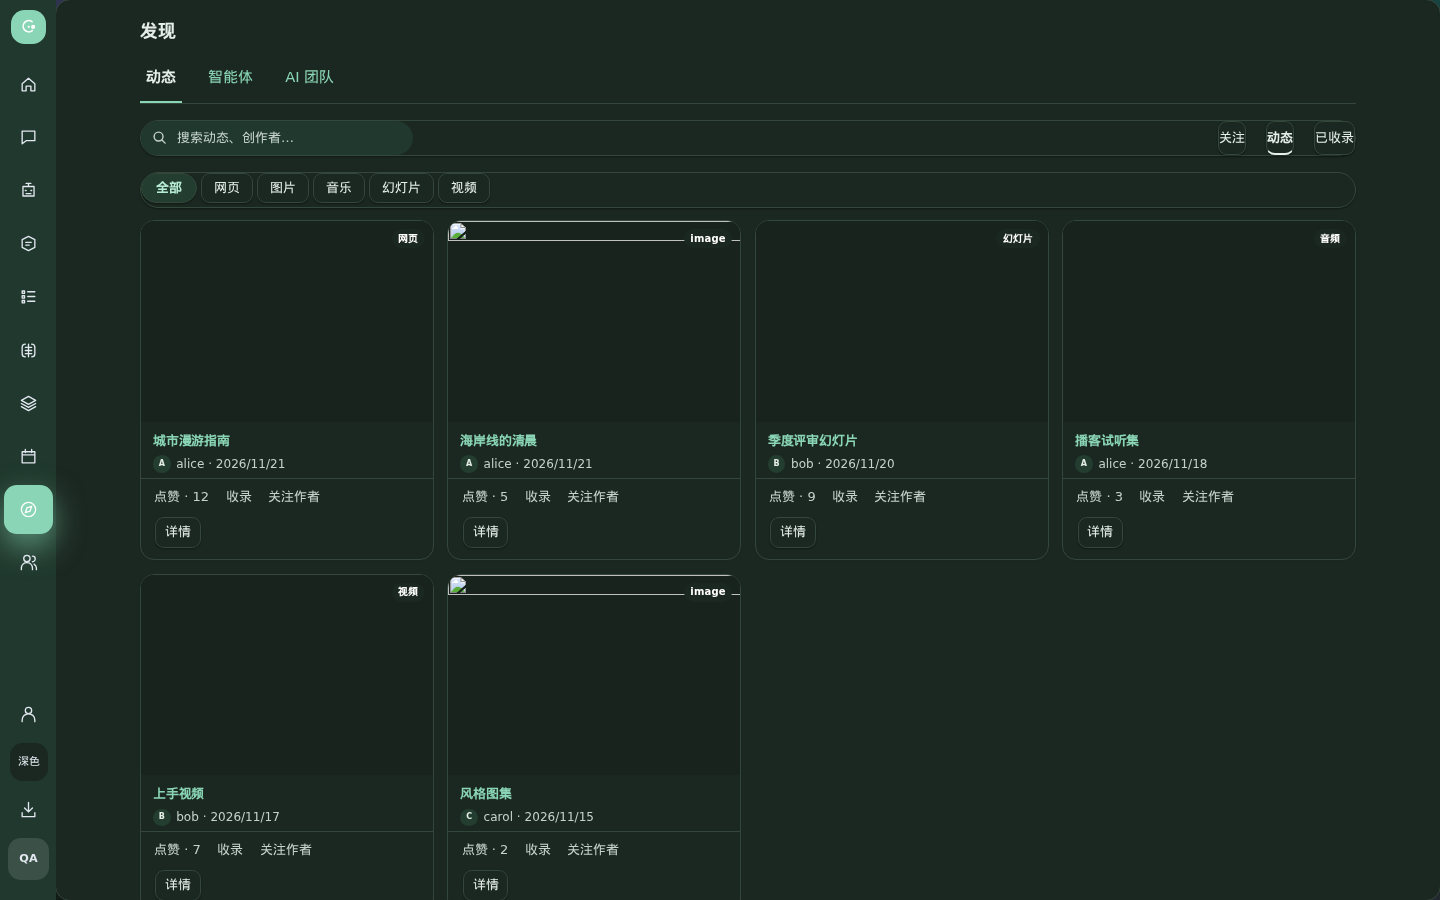 发现
动态 智能体 AI 团队
搜索动态、创作者... 关注 动态 已收录
全部 网页 图片 音乐 幻灯片 视频
网页 image 幻灯片 音频
城市漫游指南 海岸线的清晨 季度评审幻灯片 播客试听集
A alice · 2026/11/21 A alice · 2026/11/21 B bob · 2026/11/20 A alice · 2026/11/18
点赞 · 12 收录 关注作者 点赞 · 5 收录 关注作者 点赞 · 9 收录 关注作者 点赞 · 3 收录 关注作者
详情 详情 详情 详情
视频 image
上手视频 风格图集
B bob · 2026/11/17 C carol · 2026/11/15
点赞 · 7 收录 关注作者 点赞 · 2 收录 关注作者
详情 详情
深色
QA